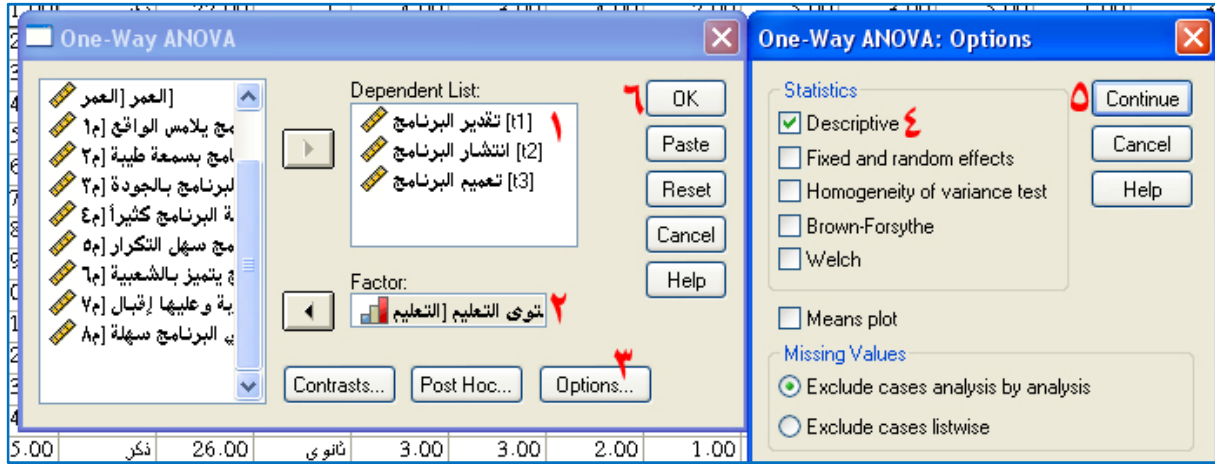 One-Way ANOVA
العمر [العمر]
مج يلامس الواقع [م١
امج بسمعة طيبة [م٢
البرنامج بالجودة [م٣
ة البرنامج كثيراً [م٤
مج سهل التكرار [م٥
ج يتميز بالشعبية [م٦
ية وعليها إقبال [م٧
ي البرنامج سهلة [م٨
Dependent List:
تقدير البرنامج [t1]
انتشار البرنامج [t2]
تعميم البرنامج [t3]
١
Factor:
توى التعليم [التعليم
٢
٣
Contrasts...
Post Hoc...
Options...
٦
OK
Paste
Reset
Cancel
Help
One-Way ANOVA: Options
Statistics
Descriptive ٤
Fixed and random effects
Homogeneity of variance test
Brown-Forsythe
Welch
Means plot
Missing Values
Exclude cases analysis by analysis
Exclude cases listwise
٥
Continue
Cancel
Help
5.00 ذكر 26.00 ثانوي 3.00 3.00 2.00 1.00